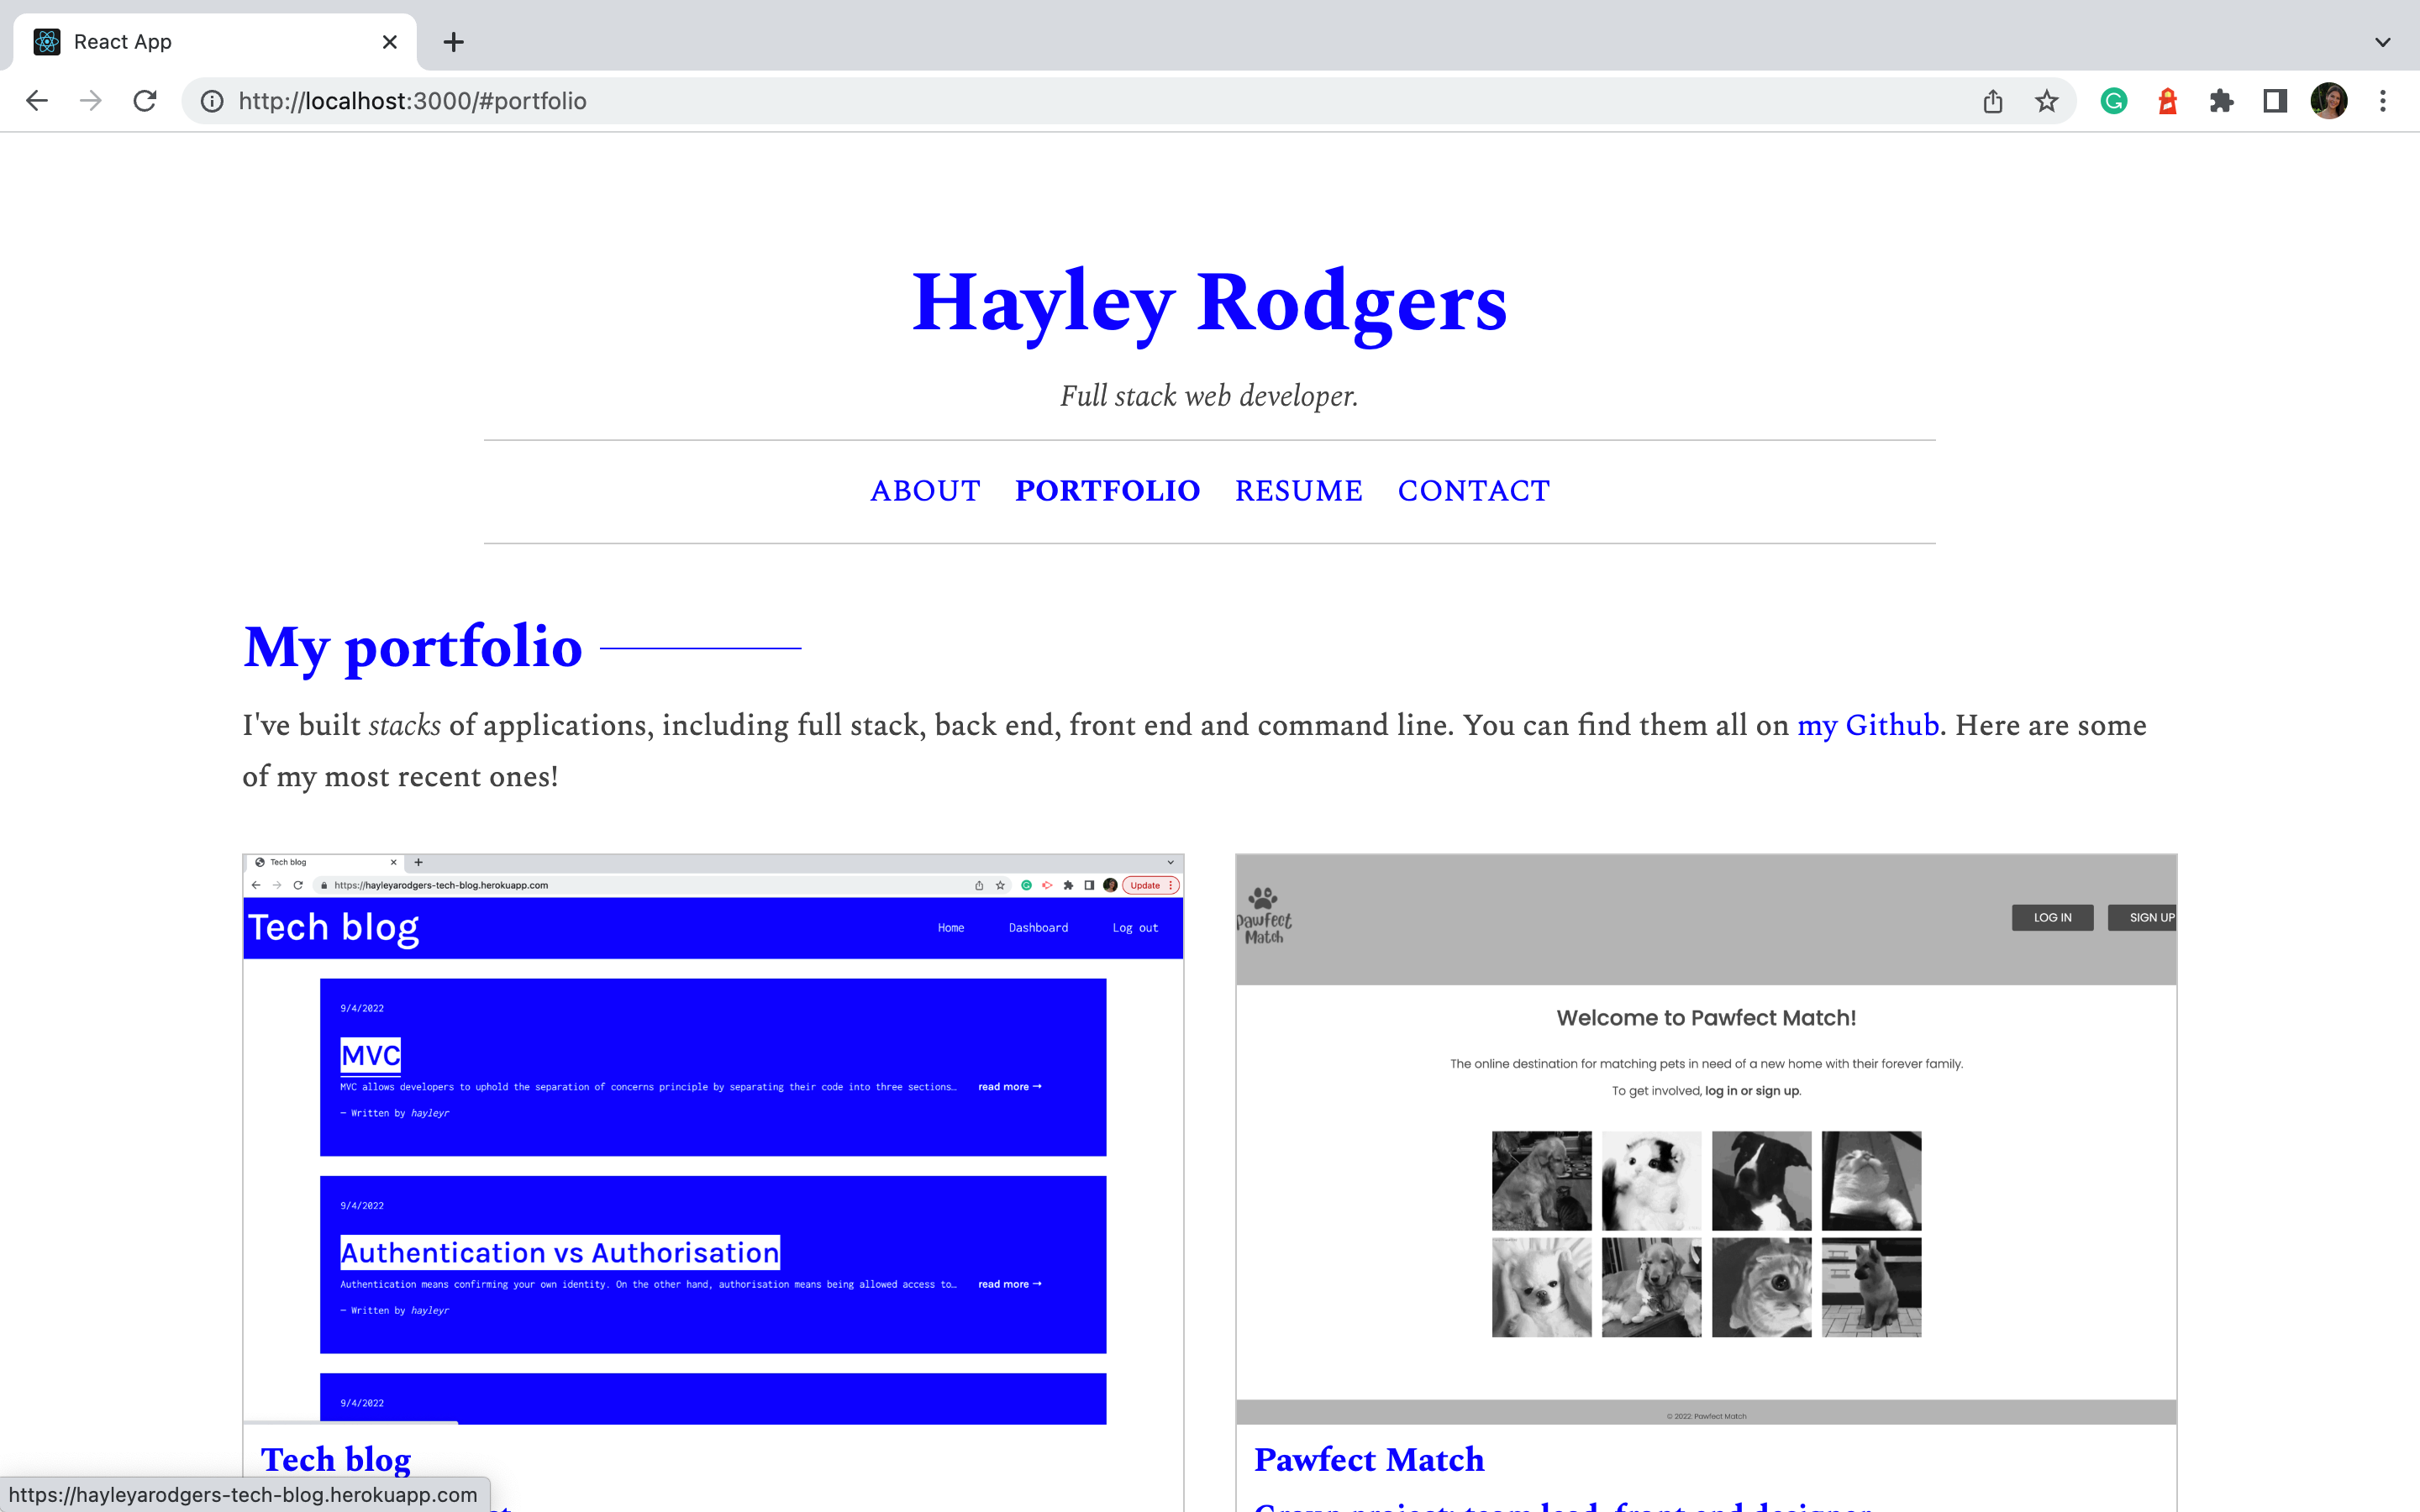 React App
http://localhost:3000/#portfolio
Hayley Rodgers
Full stack web developer.
ABOUT PORTFOLIO RESUME CONTACT
My portfolio
I've built stacks of applications, including full stack, back end, front end and command line. You can find them all on my Github. Here are some
of my most recent ones!
Tech blog
https://hayleyarodgers-tech-blog.herokuapp.com Update
Tech blog Home Dashboard Log out
9/4/2022
MVC
MVC allows developers to uphold the separation of concerns principle by separating their code into three sections… read more →
— Written by hayleyr
9/4/2022
Authentication vs Authorisation
Authentication means confirming your own identity. On the other hand, authorisation means being allowed access to… read more →
— Written by hayleyr
9/4/2022
Tech blog
Pawfect
Match
LOG IN SIGN UP
Welcome to Pawfect Match!
The online destination for matching pets in need of a new home with their forever family.
To get involved, log in or sign up.
© 2022 Pawfect Match
Pawfect Match
Group project: team lead, front end designer
https://hayleyarodgers-tech-blog.herokuapp.com